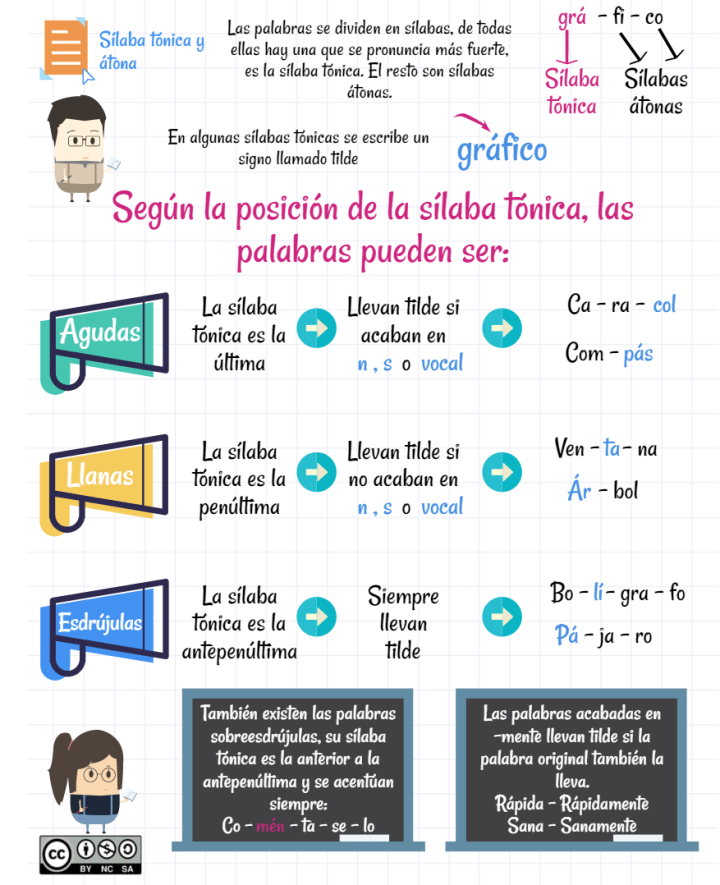 Sílaba tónica y
átona
Las palabras se dividen en sílabas, de todas
ellas hay una que se pronuncia más fuerte,
es la sílaba tónica. El resto son sílabas
átonas.
grá - fi - co
Sílaba
tónica
Sílabas
átonas
En algunas sílabas tónicas se escribe un
signo llamado tilde
gráfico
Según la posición de la sílaba tónica, las
palabras pueden ser:
Agudas
La sílaba
tónica es la
última
Llevan tilde si
acaban en
n , s o vocal
Ca - ra - col
Com - pás
Llanas
La sílaba
tónica es la
penúltima
Llevan tilde si
no acaban en
n , s o vocal
Ven - ta - na
Ár - bol
Esdrújulas
La sílaba
tónica es la
antepenúltima
Siempre
llevan
tilde
Bo - lí - gra - fo
Pá - ja - ro
También existen las palabras
sobreesdrújulas, su sílaba
tónica es la anterior a la
antepenúltima y se acentúan
siempre:
Co - mén - ta - se - lo
Las palabras acabadas en
-mente llevan tilde si la
palabra original también la
lleva.
Rápida - Rápidamente
Sana - Sanamente
cc
BY NC SA